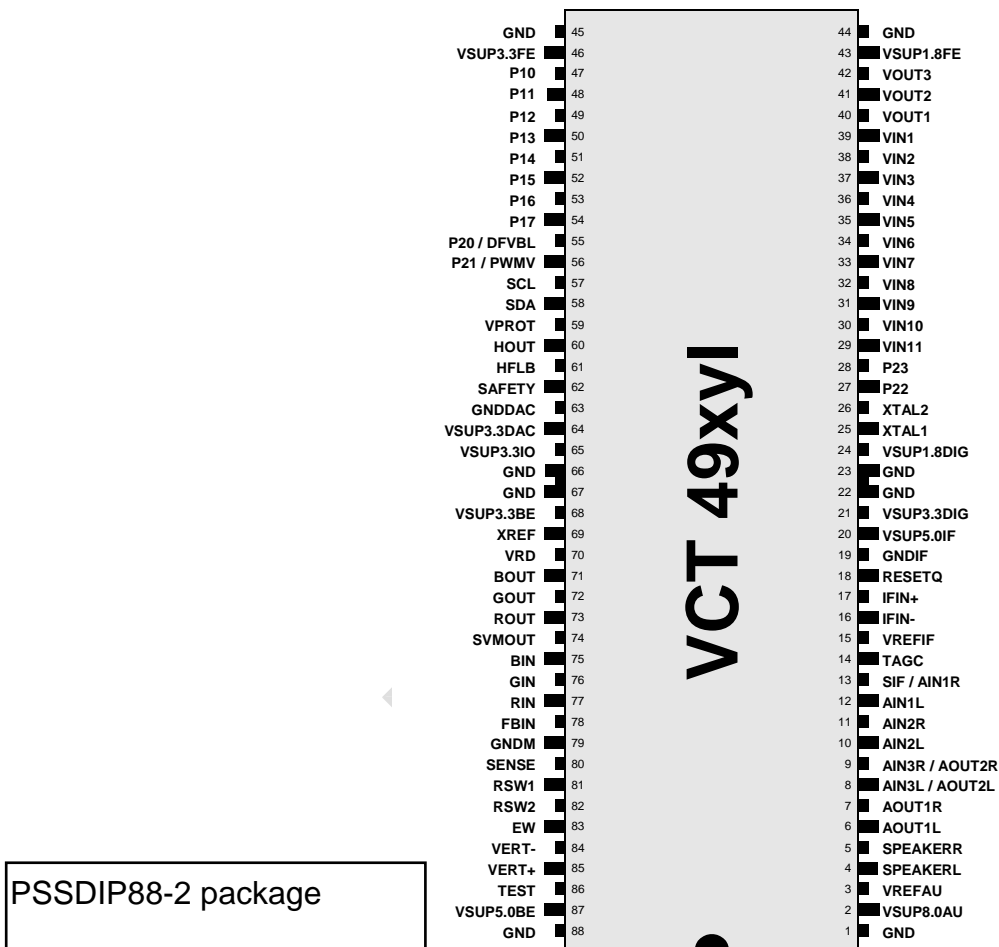 GND 45 44 GND
VSUP3.3FE 46 43 VSUP1.8FE
P10 47 42 VOUT3
P11 48 41 VOUT2
P12 49 40 VOUT1
P13 50 39 VIN1
P14 51 38 VIN2
P15 52 37 VIN3
P16 53 36 VIN4
P17 54 35 VIN5
P20 / DFVBL 55 34 VIN6
P21 / PWMV 56 33 VIN7
SCL 57 32 VIN8
SDA 58 31 VIN9
VPROT 59 30 VIN10
HOUT 60 29 VIN11
HFLB 61 28 P23
SAFETY 62 27 P22
GNDDAC 63 26 XTAL2
VSUP3.3DAC 64 25 XTAL1
VSUP3.3IO 65 24 VSUP1.8DIG
GND 66 23 GND
GND 67 22 GND
VSUP3.3BE 68 21 VSUP3.3DIG
XREF 69 20 VSUP5.0IF
VRD 70 19 GNDIF
BOUT 71 18 RESETQ
GOUT 72 17 IFIN+
ROUT 73 16 IFIN-
SVMOUT 74 15 VREFIF
BIN 75 14 TAGC
GIN 76 13 SIF / AIN1R
RIN 77 12 AIN1L
FBIN 78 11 AIN2R
GNDM 79 10 AIN2L
SENSE 80 9 AIN3R / AOUT2R
RSW1 81 8 AIN3L / AOUT2L
RSW2 82 7 AOUT1R
EW 83 6 AOUT1L
VERT- 84 5 SPEAKERR
VERT+ 85 4 SPEAKERL
TEST 86 3 VREFAU
VSUP5.0BE 87 2 VSUP8.0AU
GND 88 1 GND
VCT 49xyI
PSSDIP88-2 package